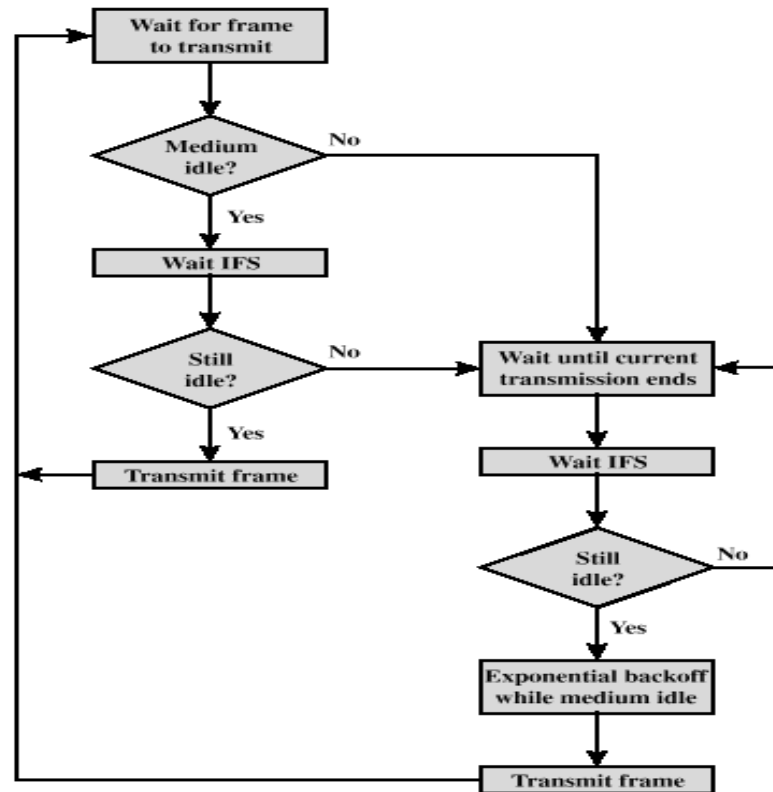 Wait for frame
to transmit
Medium
idle?
No
Yes
Wait IFS
Still
idle?
No
Yes
Transmit frame
Wait until current
transmission ends
Wait IFS
Still
idle?
No
Yes
Exponential backoff
while medium idle
Transmit frame